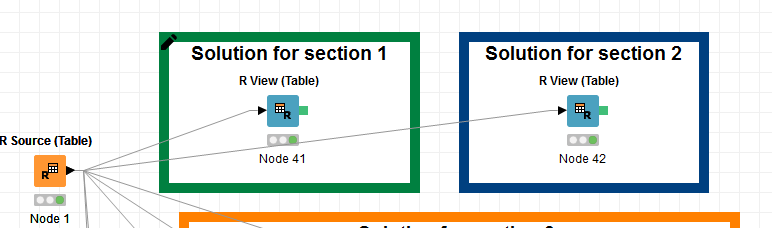 Solution for section 1
Solution for section 2
R View (Table)
R View (Table)
R
R
R Source (Table)
Node 41
Node 42
R
Node 1